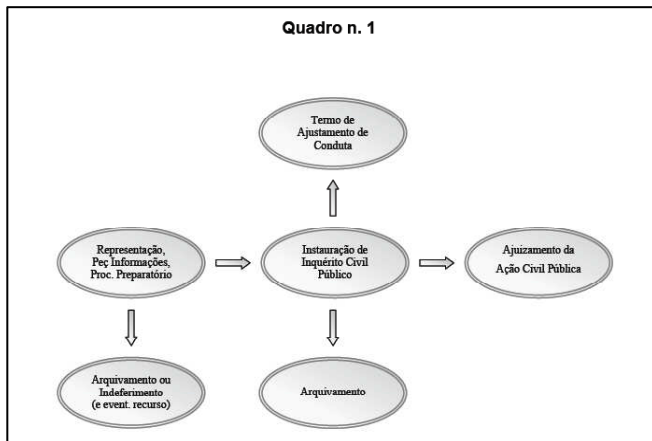 Quadro n. 1
Termo de
Ajustamento de
Conduta
Representação,
Peç Informações,
Proc. Preparatório
Instauração de
Inquérito Civil
Público
Ajuizamento da
Ação Civil Pública
Arquivamento ou
Indeferimento
(e event. recurso)
Arquivamento